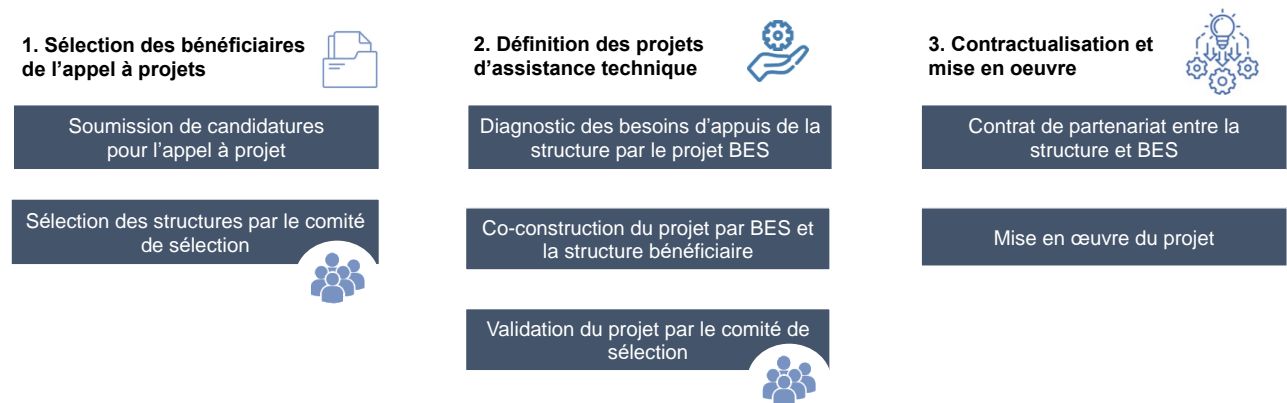 1. Sélection des bénéficiaires
de l'appel à projets
Soumission de candidatures
pour l'appel à projet
Sélection des structures par le comité
de sélection
2. Définition des projets
d'assistance technique
Diagnostic des besoins d'appuis de la
structure par le projet BES
Co-construction du projet par BES et
la structure bénéficiaire
Validation du projet par le comité de
sélection
3. Contractualisation et
mise en oeuvre
Contrat de partenariat entre la
structure et BES
Mise en œuvre du projet